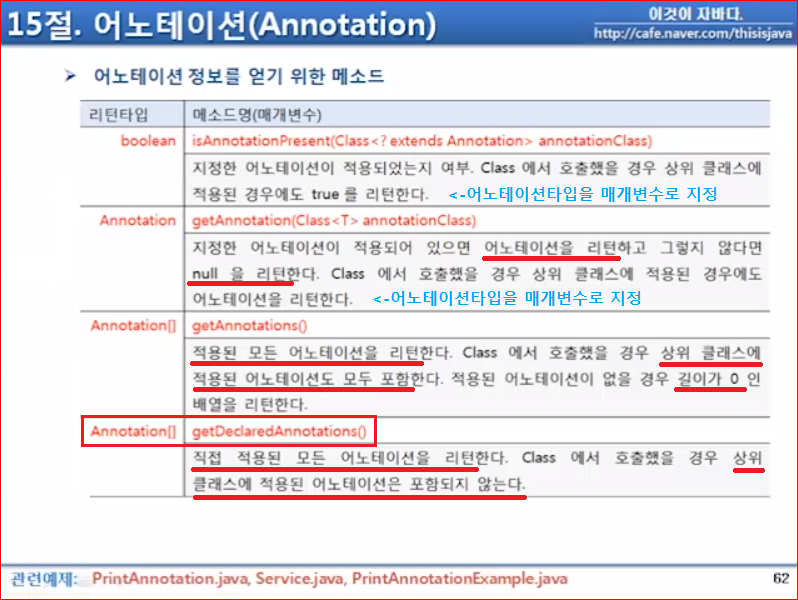 15절. 어노테이션(Annotation)
이것이 자바다.
http://cafe.naver.com/thisisjava
➢ 어노테이션 정보를 얻기 위한 메소드
리턴타입 메소드명(매개변수)
boolean isAnnotationPresent(Class<? extends Annotation> annotationClass)
지정한 어노테이션이 적용되었는지 여부. Class 에서 호출했을 경우 상위 클래스에
적용된 경우에도 true 를 리턴한다. <-어노테이션타입을 매개변수로 지정
Annotation getAnnotation(Class<T> annotationClass)
지정한 어노테이션이 적용되어 있으면 어노테이션을 리턴하고 그렇지 않다면
null 을 리턴한다. Class 에서 호출했을 경우 상위 클래스에 적용된 경우에도
어노테이션을 리턴한다. <-어노테이션타입을 매개변수로 지정
Annotation[] getAnnotations()
적용된 모든 어노테이션을 리턴한다. Class 에서 호출했을 경우 상위 클래스에
적용된 어노테이션도 모두 포함한다. 적용된 어노테이션이 없을 경우 길이가 0 인
배열을 리턴한다.
Annotation[] getDeclaredAnnotations()
직접 적용된 모든 어노테이션을 리턴한다. Class 에서 호출했을 경우 상위
클래스에 적용된 어노테이션은 포함되지 않는다.
관련예제: PrintAnnotation.java, Service.java, PrintAnnotationExample.java
62